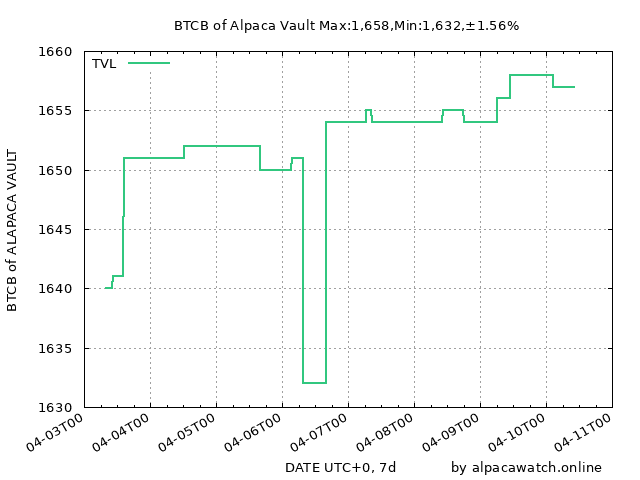 BTCB of Alpaca Vault Max:1,658,Min:1,632,±1.56%
TVL
BTCB of ALAPACA VAULT
1660
1655
1650
1645
1640
1635
1630
04-03T00
04-04T00
04-05T00
04-06T00
04-07T00
04-08T00
04-09T00
04-10T00
04-11T00
DATE UTC+0, 7d
by alpacawatch.online